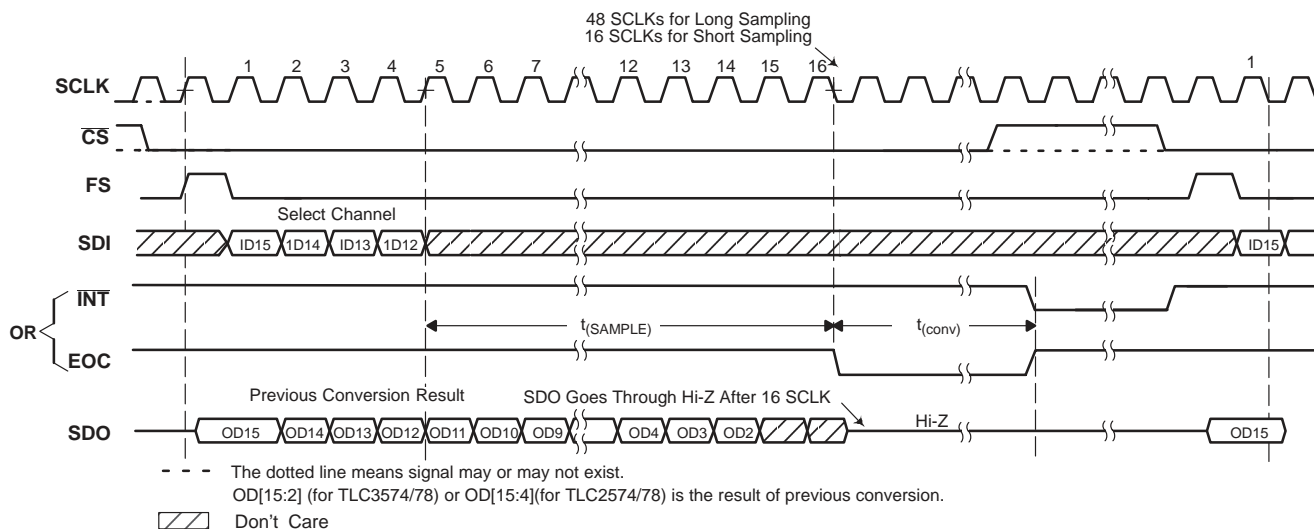 48 SCLKs for Long Sampling
16 SCLKs for Short Sampling
1 2 3 4 5 6 7 12 13 14 15 16 1
SCLK
CS
FS
Select Channel
SDI ID15 1D14 ID13 1D12 ID15
INT
OR t(SAMPLE) t(conv)
EOC
Previous Conversion Result SDO Goes Through Hi-Z After 16 SCLK
SDO OD15 OD14 OD13 OD12 OD11 OD10 OD9 OD4 OD3 OD2 Hi-Z OD15
The dotted line means signal may or may not exist.
OD[15:2] (for TLC3574/78) or OD[15:4](for TLC2574/78) is the result of previous conversion.
Don't Care